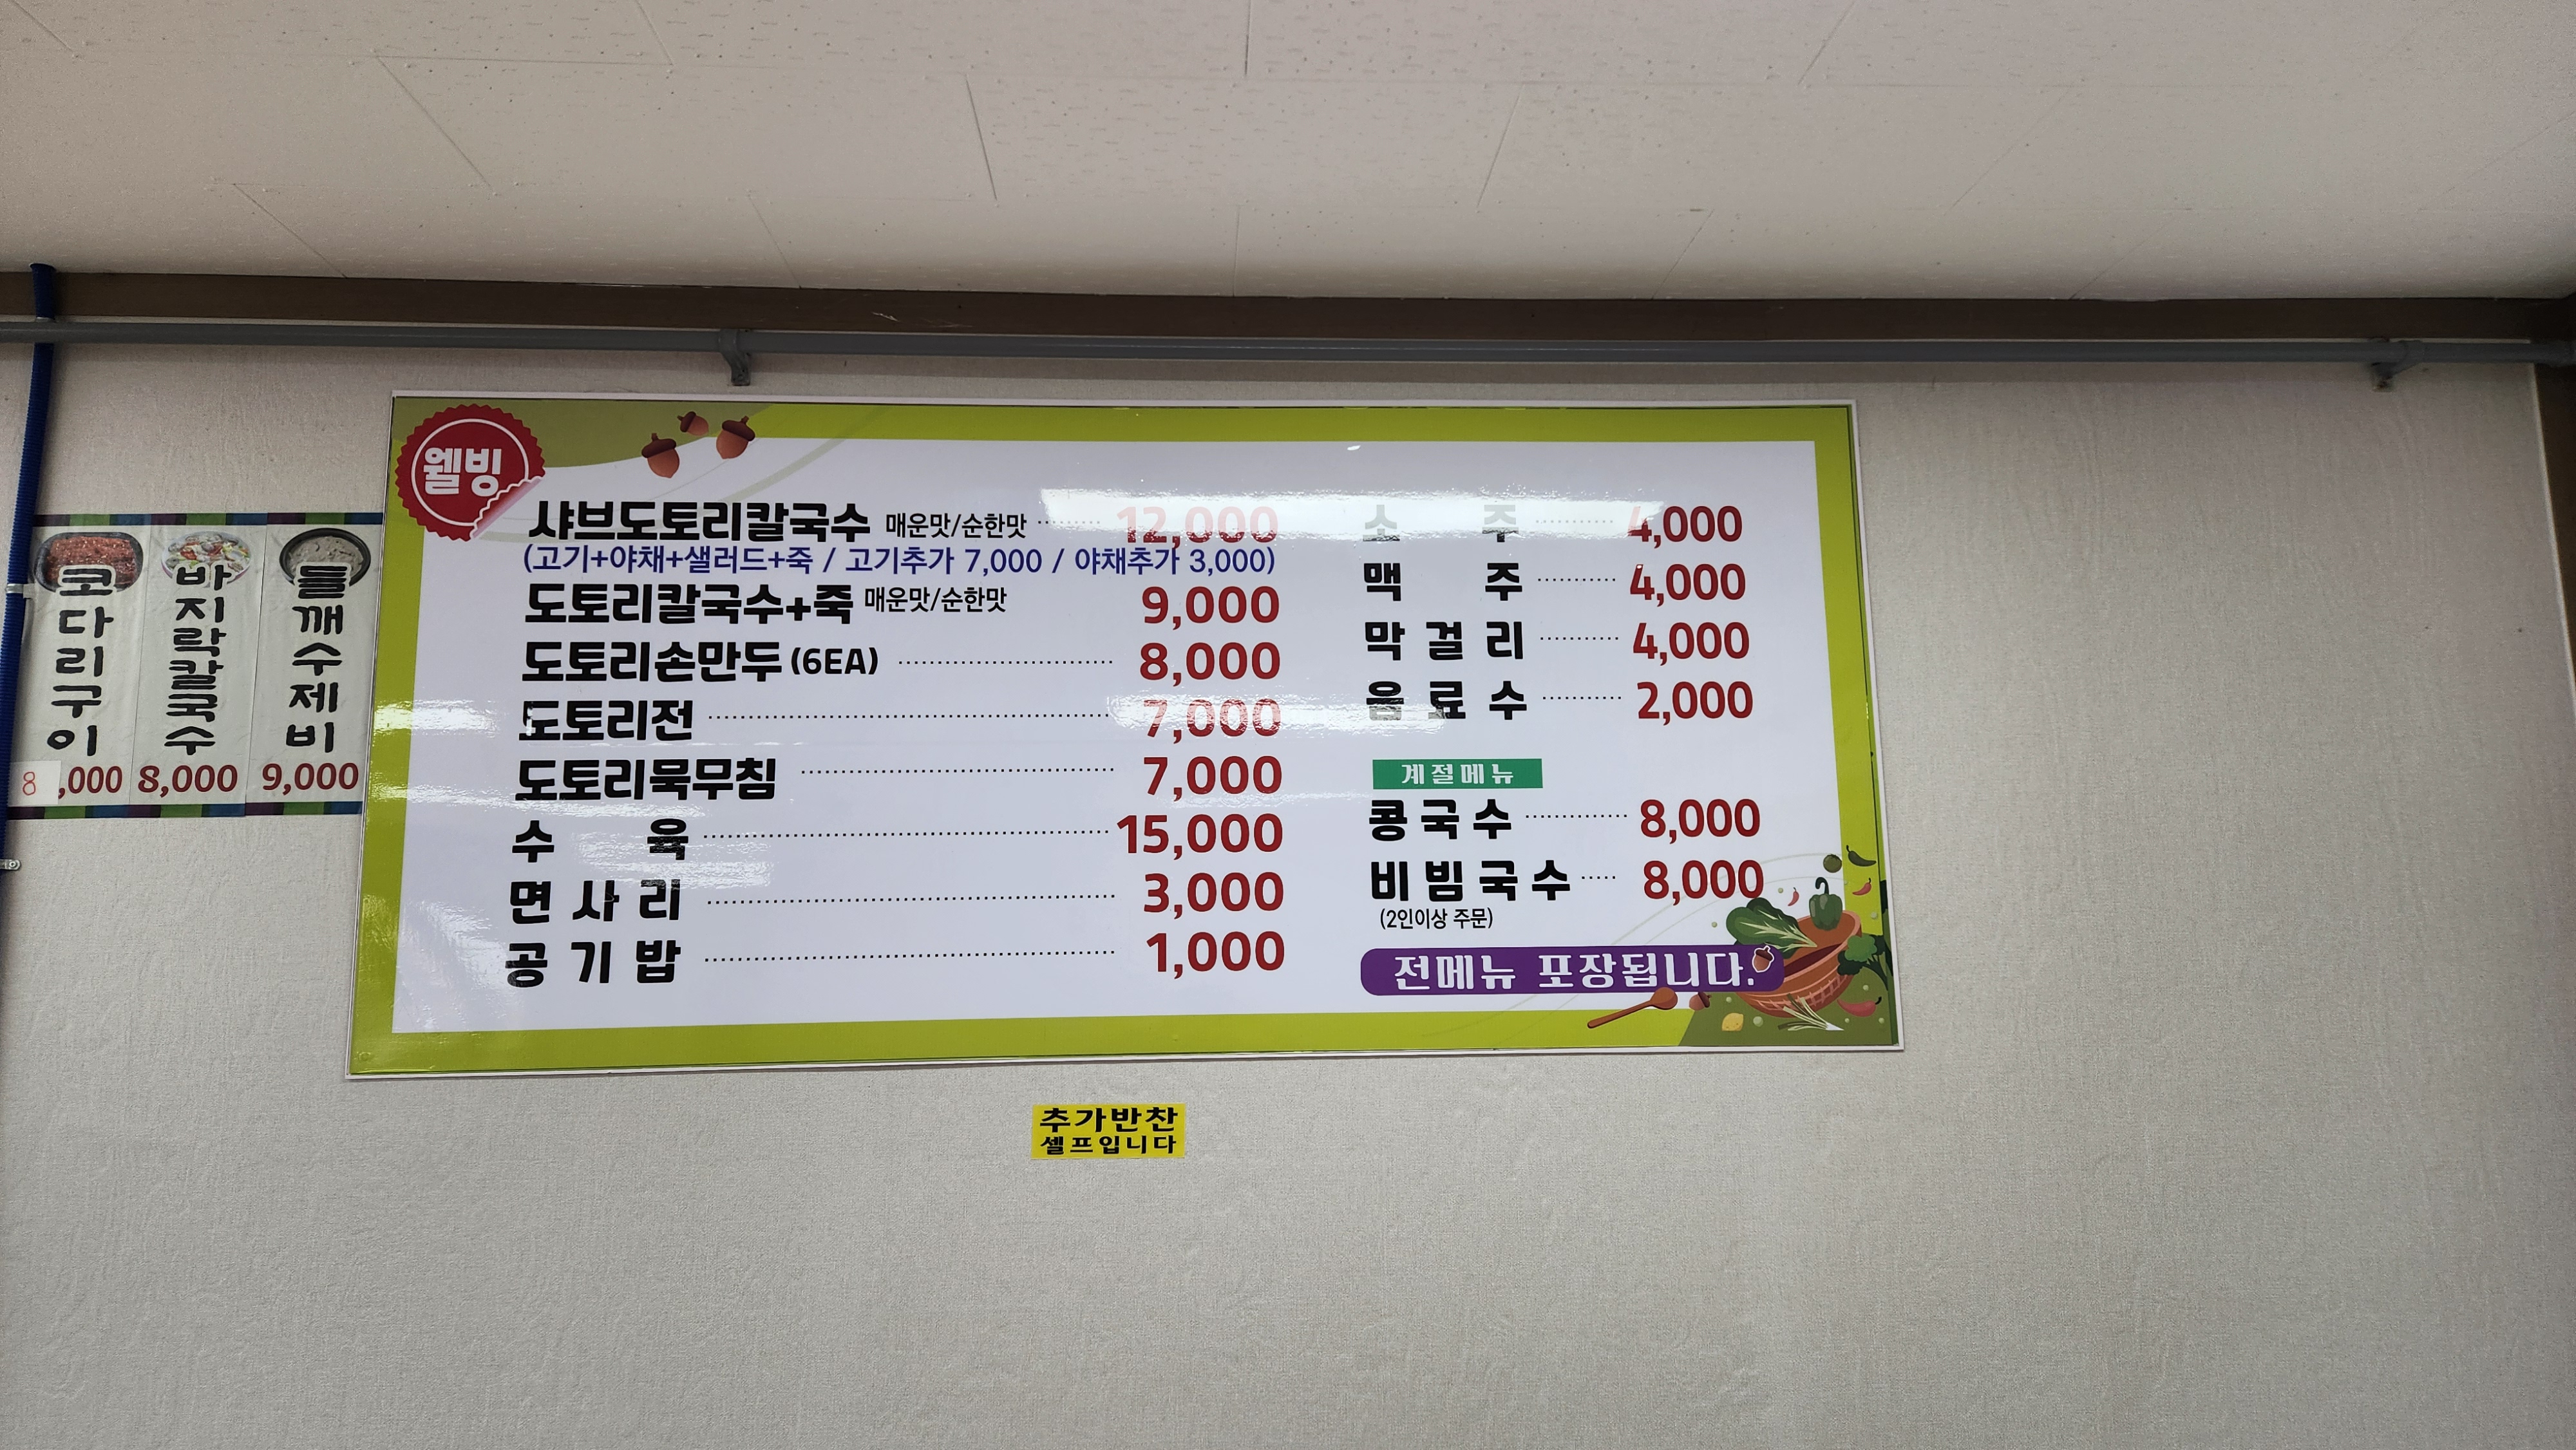 웰빙
샤브도토리칼국수 매운맛/순한맛 ········ 12,000
(고기+야채+샐러드+죽 / 고기추가 7,000 / 야채추가 3,000)
도토리칼국수+죽 매운맛/순한맛 9,000
도토리손만두 (6EA) ········ 8,000
도토리전 ········ 7,000
도토리묵무침 ········ 7,000
수 육 ········ 15,000
면 사 리 ········ 3,000
공 기 밥 ········ 1,000
소 주 ········ 4,000
맥 주 ········ 4,000
막 걸 리 ········ 4,000
음 료 수 ········ 2,000
계절메뉴
콩 국 수 ········ 8,000
비 빔 국 수 ····· 8,000
(2인이상 주문)
전메뉴 포장됩니다.
코다리구이
8,000
바지락칼국수
8,000
들깨수제비
9,000
추가반찬
셀프입니다